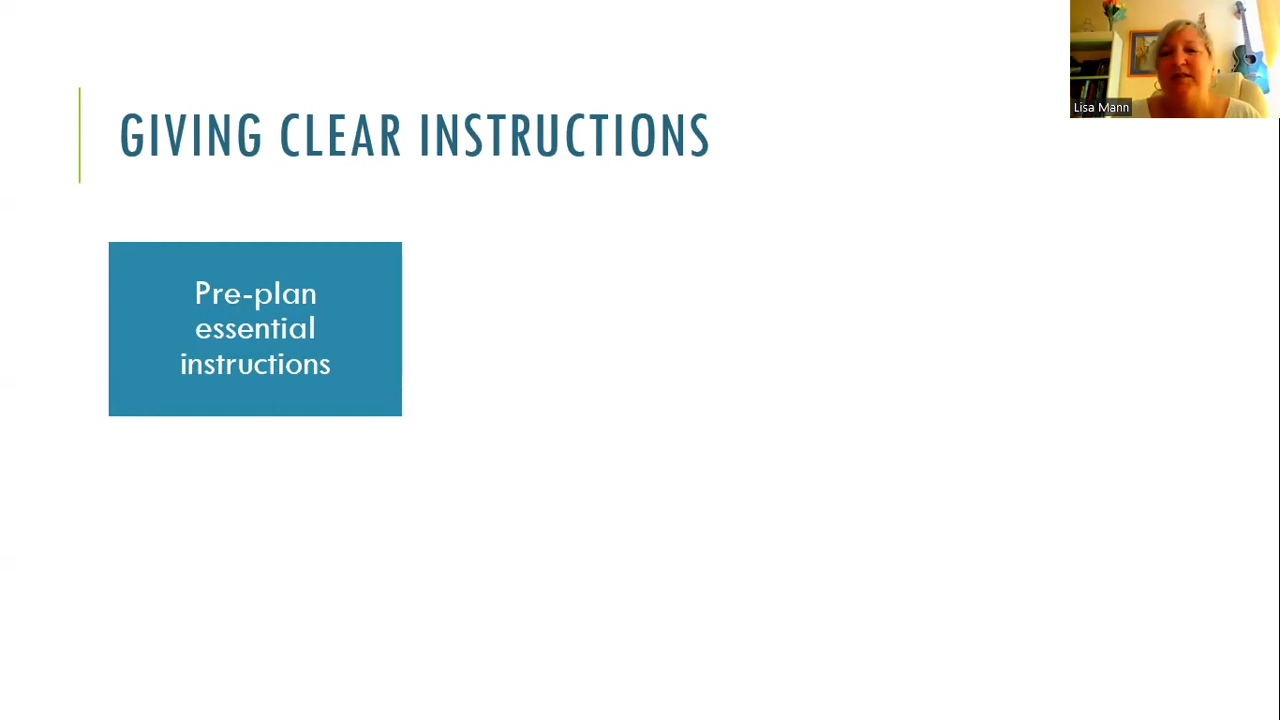 GIVING CLEAR INSTRUCTIONS
Pre-plan
essential
instructions
Lisa Mann